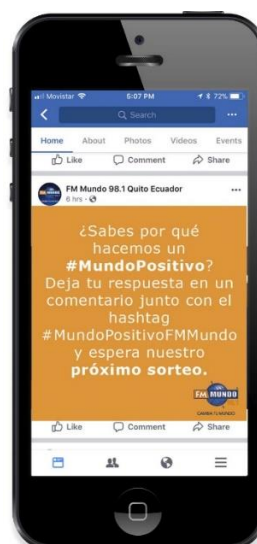 Movistar 5:07 PM 72%
Search
Home About Photos Videos Events
Like Comment Share
FM Mundo 98.1 Quito Ecuador
6 hrs
¿Sabes por qué
hacemos un
#MundoPositivo?
Deja tu respuesta en un
comentario junto con el
hashtag
#MundoPositivoFMMundo
y espera nuestro
próximo sorteo.
FM MUNDO
Like Comment Share